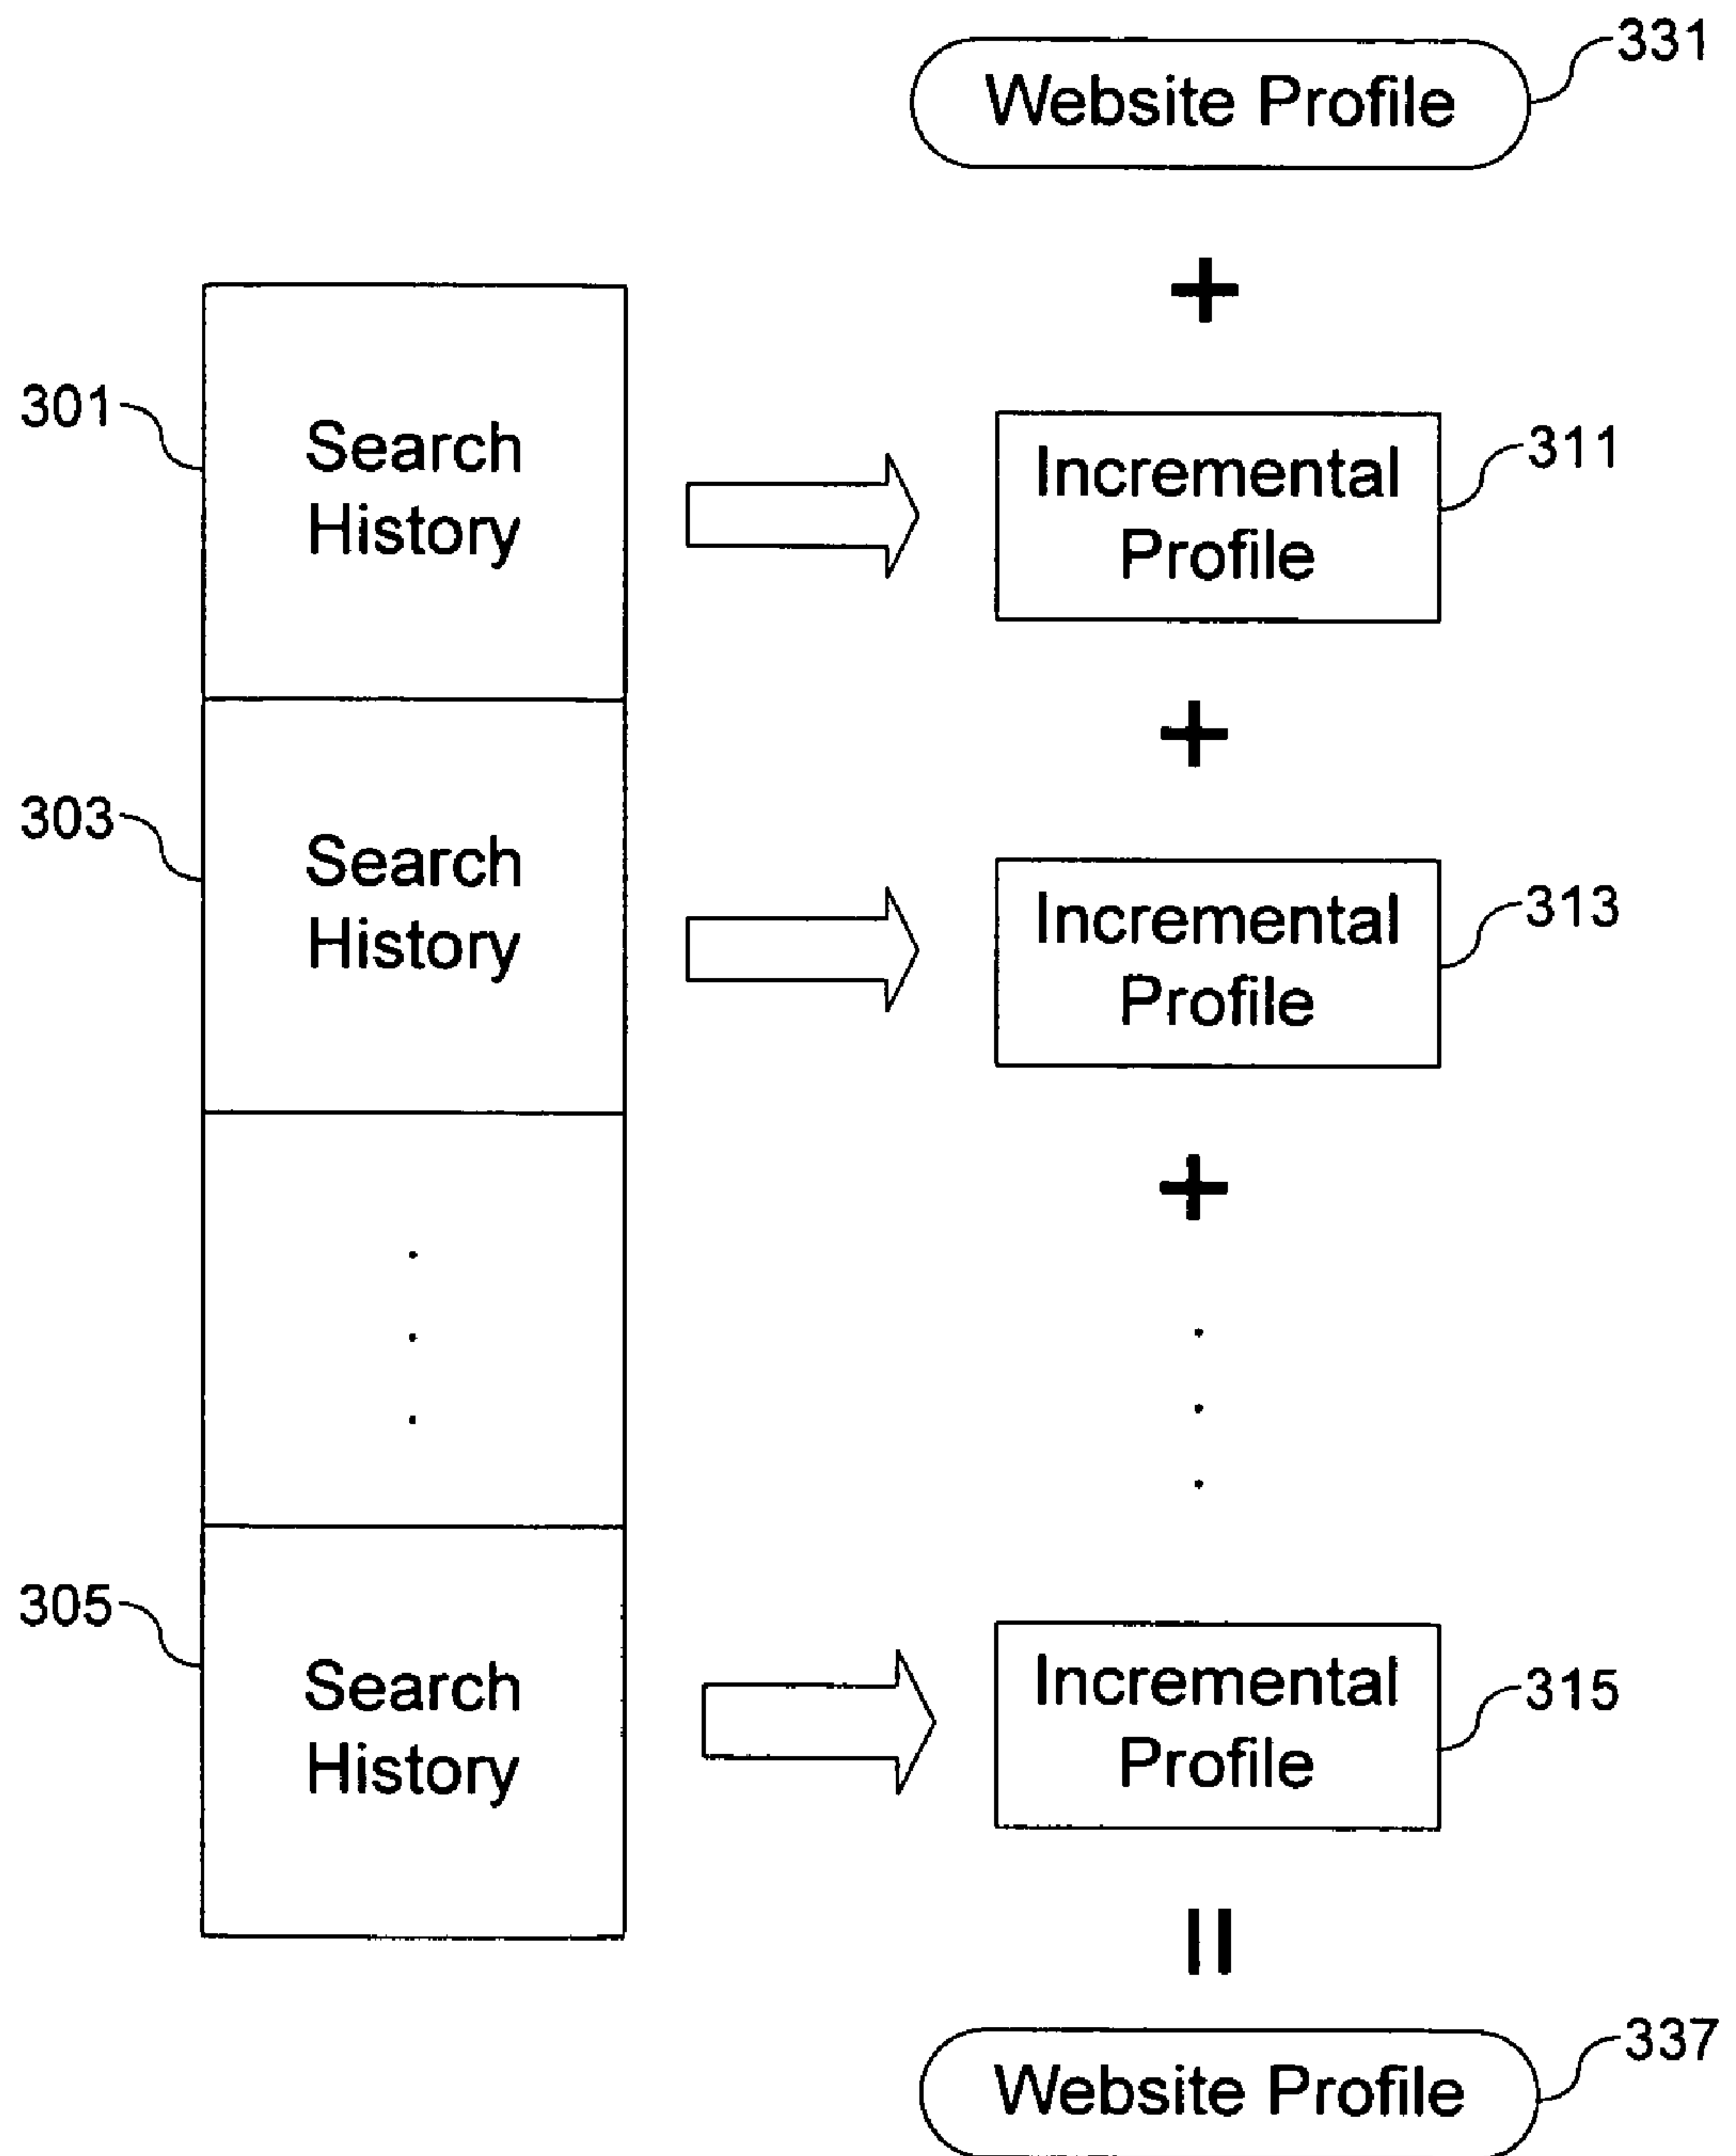 331
Website Profile
+
301
Search
History
Incremental
Profile
311
+
303
Search
History
Incremental
Profile
313
+
.
.
.
.
.
.
305
Search
History
Incremental
Profile
315
=
337
Website Profile